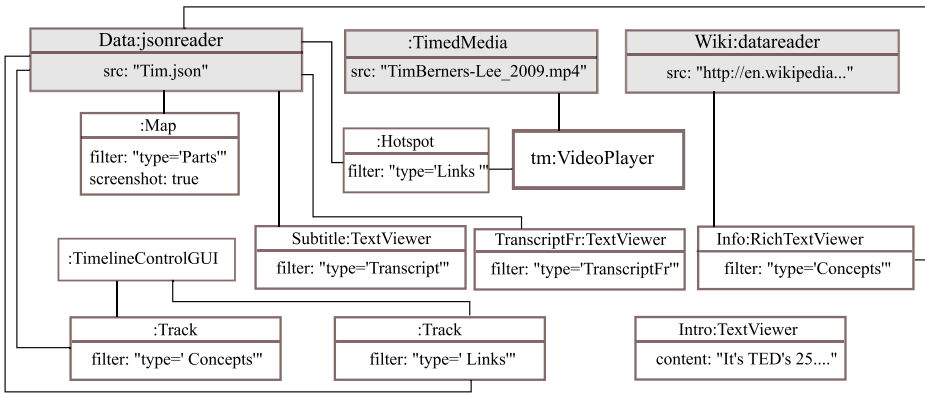 Data:jsonreader
src: "Tim.json"
:TimedMedia
src: "TimBerners-Lee_2009.mp4"
Wiki:datareader
src: "http://en.wikipedia..."
:Map
filter: "type='Parts'"
screenshot: true
:Hotspot
filter: "type='Links '"
tm:VideoPlayer
Subtitle:TextViewer
filter: "type='Transcript'"
TranscriptFr:TextViewer
filter: "type='TranscriptFr'"
Info:RichTextViewer
filter: "type='Concepts'"
:TimelineControlGUI
:Track
filter: "type=' Concepts'"
:Track
filter: "type=' Links'"
Intro:TextViewer
content: "It's TED's 25...."